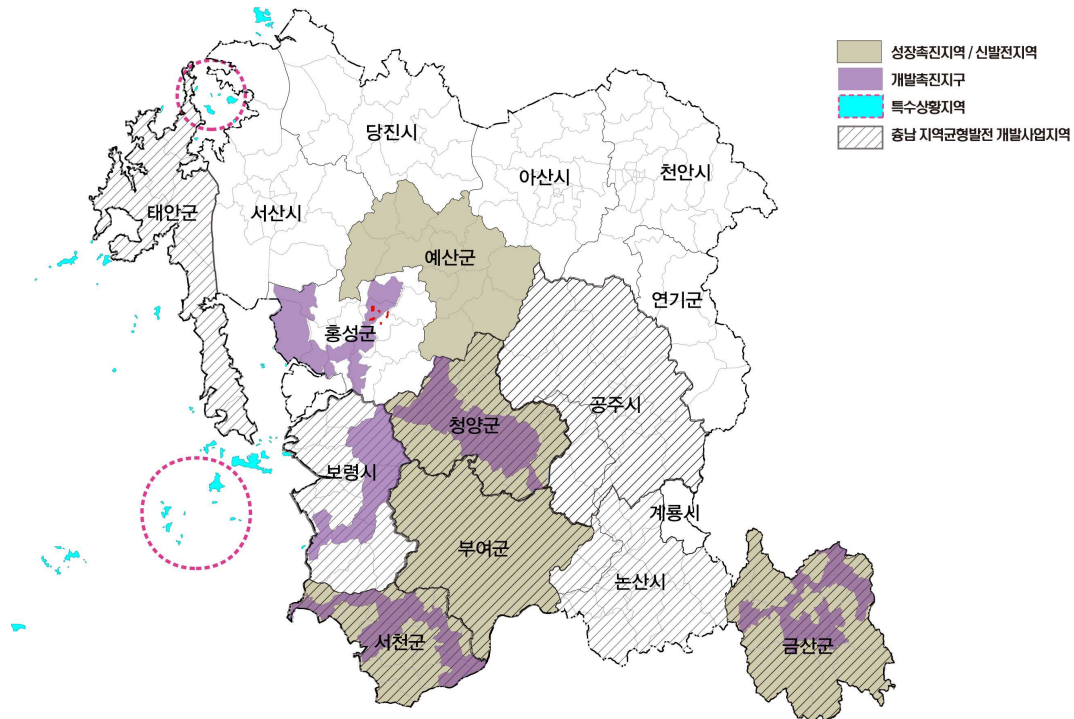 성장촉진지역 / 신발전지역
개발촉진지구
특수상황지역
충남 지역균형발전 개발사업지역
당진시
아산시
천안시
태안군
서산시
예산군
연기군
홍성군
공주시
청양군
보령시
계룡시
부여군
논산시
서천군
금산군